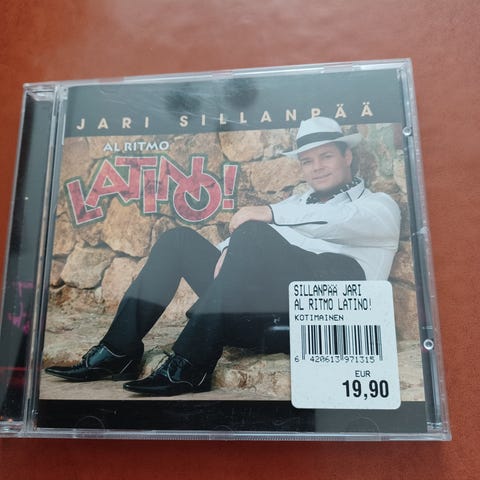 JARI SILLANPÄÄ
AL RITMO
LATINO!
SILLANPÄÄ JARI
AL RITMO LATINO!
KOTIMAINEN
6 420613 971315
EUR
19,90